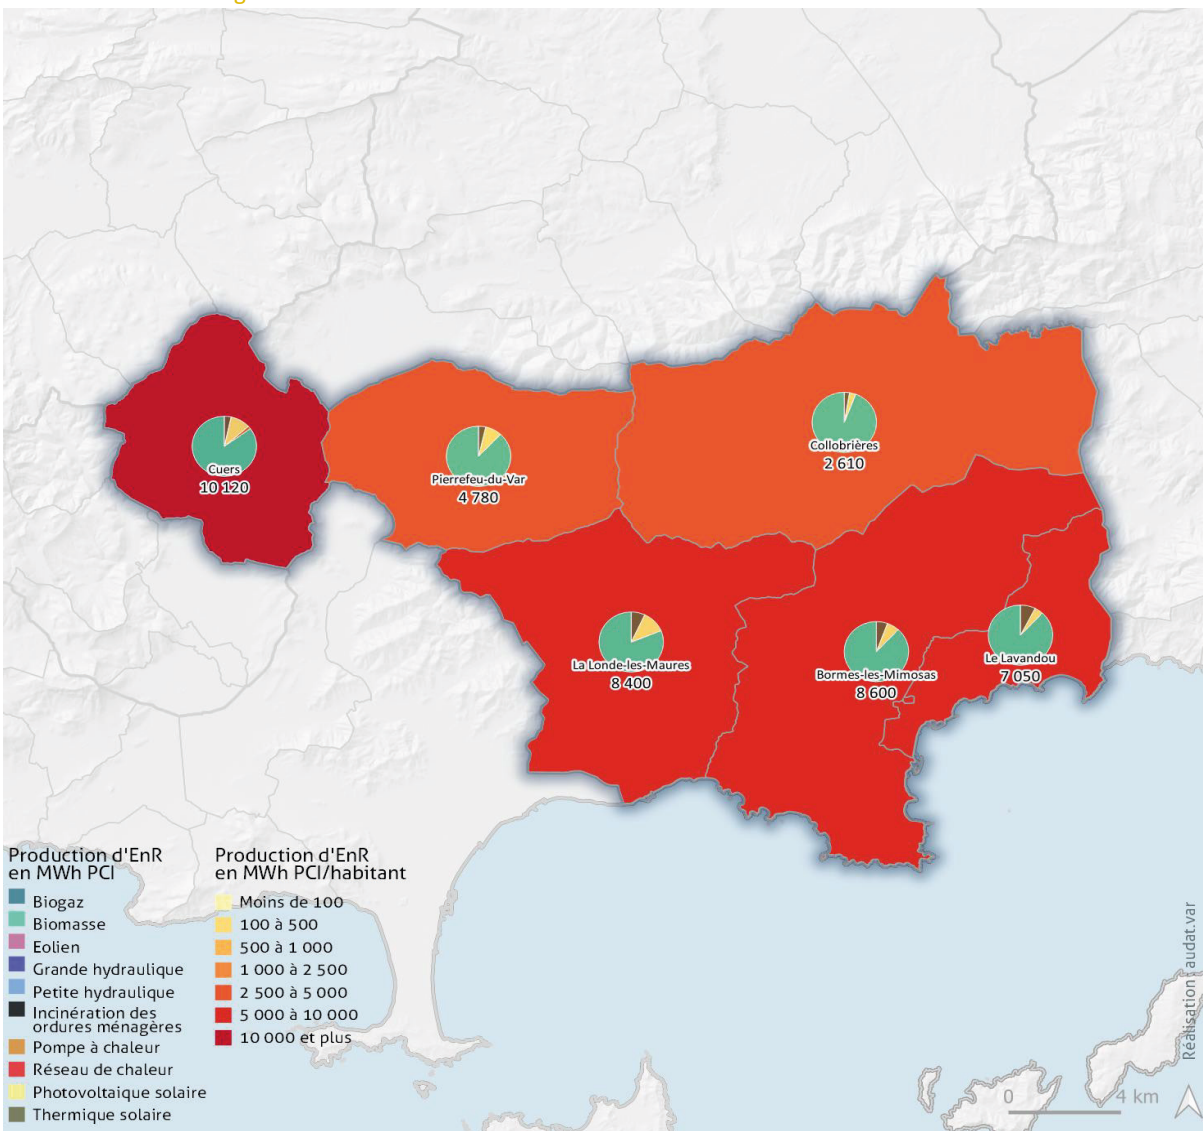 Collobrières
2 610
Cuers
10 120
Pierrefeu-du-Var
4 780
La Londe-les-Maures
8 400
Bormes-les-Mimosas
8 600
Le Lavandou
7 050
Production d'EnR
en MWh PCI
Biogaz
Biomasse
Eolien
Grande hydraulique
Petite hydraulique
Incinération des
ordures ménagères
Pompe à chaleur
Réseau de chaleur
Photovoltaique solaire
Thermique solaire
Production d'EnR
en MWh PCI/habitant
Moins de 100
100 à 500
500 à 1 000
1 000 à 2 500
2 500 à 5 000
5 000 à 10 000
10 000 et plus
0 4 km
Réalisation : audat.var